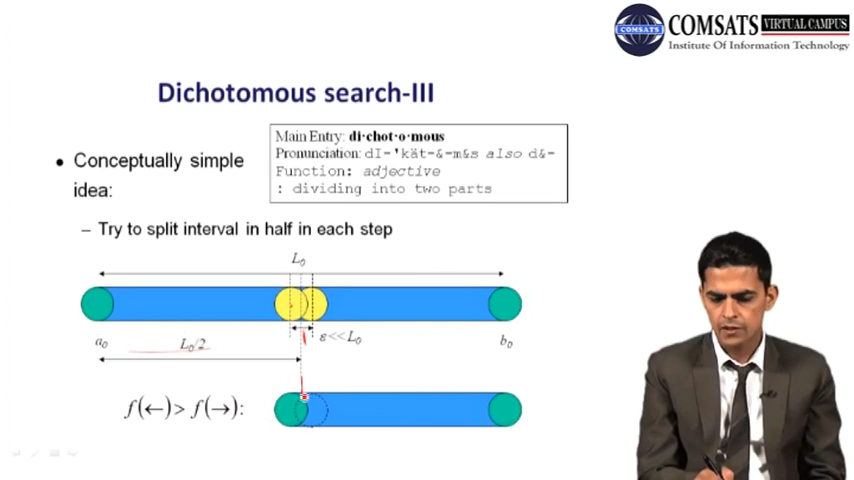 COMSATS
COMSATS VIRTUAL CAMPUS
Institute Of Information Technology
Dichotomous search-III
Main Entry: di·chot·o·mous
Pronunciation: dI-'kät-&-m&s also d&-
Function: adjective
: dividing into two parts
• Conceptually simple
idea:
– Try to split interval in half in each step
L₀
a₀
L₀/2
ε<<L₀
b₀
f(←) > f(→):